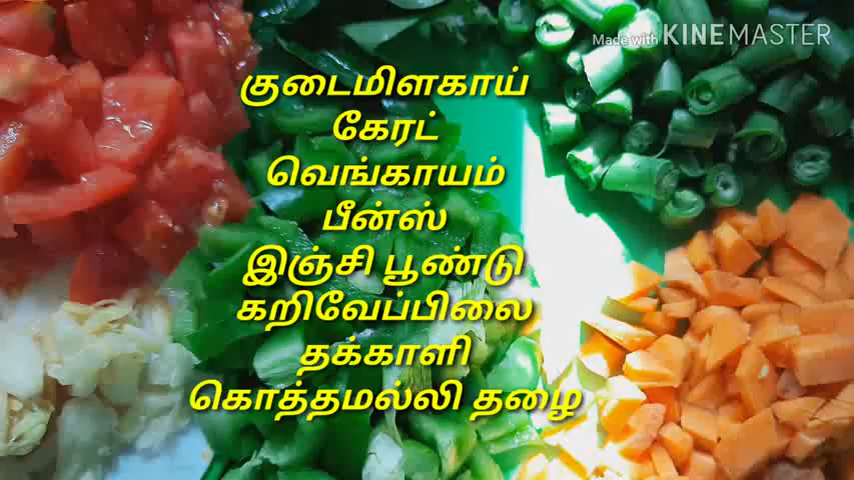 Made with KINEMASTER
குடைமிளகாய்
கேரட்
வெங்காயம்
பீன்ஸ்
இஞ்சி பூண்டு
கறிவேப்பிலை
தக்காளி
கொத்தமல்லி தழை